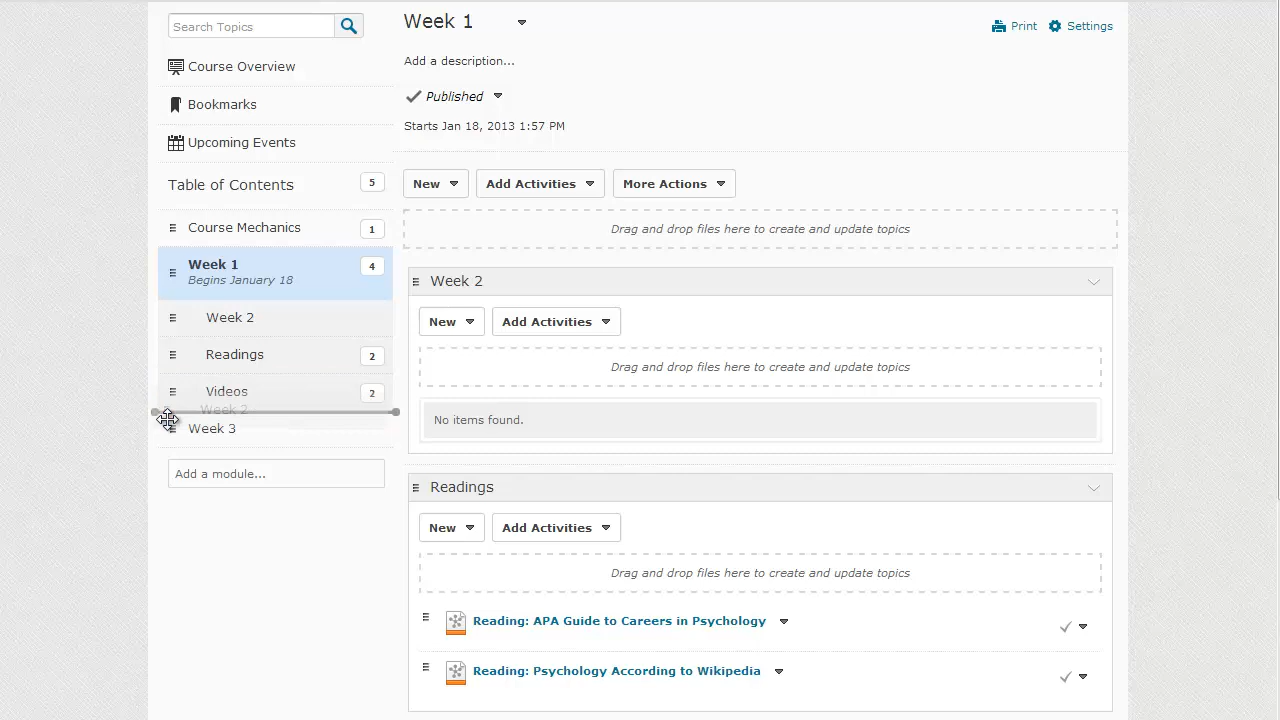 Search Topics
Course Overview
Bookmarks
Upcoming Events
Table of Contents 5
Course Mechanics 1
Week 1 4
Begins January 18
Week 2
Readings 2
Videos 2
Week 2
Week 3
Add a module...
Week 1
Print Settings
Add a description...
Published
Starts Jan 18, 2013 1:57 PM
New Add Activities More Actions
Drag and drop files here to create and update topics
Week 2
New Add Activities
Drag and drop files here to create and update topics
No items found.
Readings
New Add Activities
Drag and drop files here to create and update topics
Reading: APA Guide to Careers in Psychology
Reading: Psychology According to Wikipedia